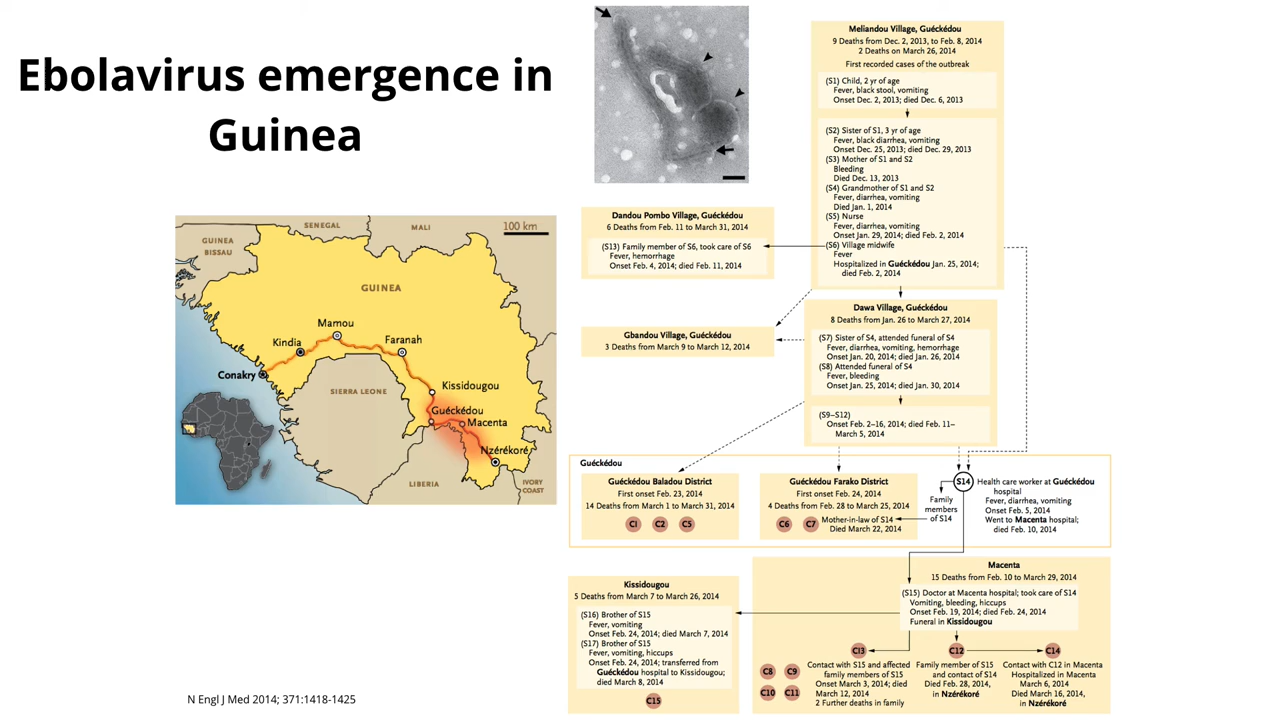 Ebolavirus emergence in
Guinea
100 km
SENEGAL
MALI
GUINEA
BISSAU
GUINEA
Mamou
Kindia
Faranah
Conakry
Kissidougou
SIERRA LEONE
Guéckédou
Macenta
Nzérékoré
LIBERIA
IVORY
COAST
N Engl J Med 2014; 371:1418-1425
Meliandou Village, Guéckédou
9 Deaths from Dec. 2, 2013, to Feb. 8, 2014
2 Deaths on March 26, 2014
First recorded cases of the outbreak
(S1) Child, 2 yr of age
Fever, black stool, vomiting
Onset Dec. 2, 2013; died Dec. 6, 2013
(S2) Sister of S1, 3 yr of age
Fever, black diarrhea, vomiting
Onset Dec. 25, 2013; died Dec. 29, 2013
(S3) Mother of S1 and S2
Bleeding
Died Dec. 13, 2013
(S4) Grandmother of S1 and S2
Fever, diarrhea, vomiting
Died Jan. 1, 2014
(S5) Nurse
Fever, diarrhea, vomiting
Onset Jan. 29, 2014; died Feb. 2, 2014
(S6) Village midwife
Fever
Hospitalized in Guéckédou Jan. 25, 2014;
died Feb. 2, 2014
Dandou Pombo Village, Guéckédou
6 Deaths from Feb. 11 to March 31, 2014
(S13) Family member of S6, took care of S6
Fever, hemorrhage
Onset Feb. 4, 2014; died Feb. 11, 2014
Gbandou Village, Guéckédou
3 Deaths from March 9 to March 12, 2014
Dawa Village, Guéckédou
8 Deaths from Jan. 26 to March 27, 2014
(S7) Sister of S4, attended funeral of S4
Fever, diarrhea, vomiting, hemorrhage
Onset Jan. 20, 2014; died Jan. 26, 2014
(S8) Attended funeral of S4
Fever, bleeding
Onset Jan. 25, 2014; died Jan. 30, 2014
(S9–S12)
Onset Feb. 2–16, 2014; died Feb. 11–
March 5, 2014
Guéckédou
Guéckédou Baladou District
First onset Feb. 23, 2014
14 Deaths from March 1 to March 31, 2014
C1
C2
C5
Guéckédou Farako District
First onset Feb. 24, 2014
4 Deaths from Feb. 28 to March 25, 2014
C6
C7
Mother-in-law of S14
Died March 22, 2014
Family
members
of S14
S14
Health care worker at Guéckédou
hospital
Fever, diarrhea, vomiting
Onset Feb. 5, 2014
Went to Macenta hospital;
died Feb. 10, 2014
Kissidougou
5 Deaths from March 7 to March 26, 2014
(S16) Brother of S15
Fever, vomiting
Onset Feb. 24, 2014; died March 7, 2014
(S17) Brother of S15
Fever, vomiting, hiccups
Onset Feb. 24, 2014; transferred from
Guéckédou hospital to Kissidougou;
died March 8, 2014
C15
Macenta
15 Deaths from Feb. 10 to March 29, 2014
(S15) Doctor at Macenta hospital; took care of S14
Vomiting, bleeding, hiccups
Onset Feb. 19, 2014; died Feb. 24, 2014
Funeral in Kissidougou
C8
C9
C10
C11
C13
Contact with S15 and affected
family members of S15
Onset March 3, 2014; died
March 12, 2014
2 Further deaths in family
C12
Family member of S15
and contact of S14
Died Feb. 28, 2014,
in Nzérékoré
C14
Contact with C12 in Macenta
Hospitalized in Macenta
March 6, 2014
Died March 16, 2014,
in Nzérékoré